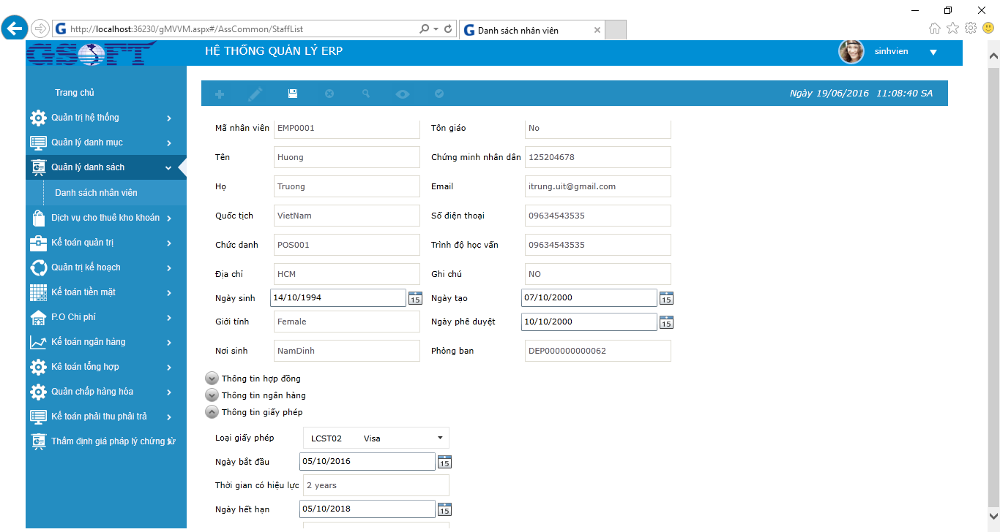 http://localhost:36230/gMVVM.aspx#/AssCommon/StaffList
Danh sách nhân viên
GSOFT
HỆ THỐNG QUẢN LÝ ERP
sinhvien
Trang chủ
Quản trị hệ thống
Quản lý danh mục
Quản lý danh sách
Danh sách nhân viên
Dịch vụ cho thuê kho khoán
Kế toán quản trị
Quản trị kế hoạch
Kế toán tiền mặt
P.O Chi phí
Kế toán ngân hàng
Kê toán tổng hợp
Quản chấp hàng hóa
Kế toán phải thu phải trả
Thẩm định giá pháp lý chứng từ
Ngày 19/06/2016 11:08:40 SA
Mã nhân viên EMP0001 Tôn giáo No
Tên Huong Chứng minh nhân dân 125204678
Họ Truong Email itrung.uit@gmail.com
Quốc tịch VietNam Số điện thoại 09634543535
Chức danh POS001 Trình độ học vấn 09634543535
Địa chỉ HCM Ghi chú NO
Ngày sinh 14/10/1994 15 Ngày tạo 07/10/2000 15
Giới tính Female Ngày phê duyệt 10/10/2000 15
Nơi sinh NamDinh Phòng ban DEP000000000062
Thông tin hợp đồng
Thông tin ngân hàng
Thông tin giấy phép
Loại giấy phép LCST02 Visa
Ngày bắt đầu 05/10/2016 15
Thời gian có hiệu lực 2 years
Ngày hết hạn 05/10/2018 15